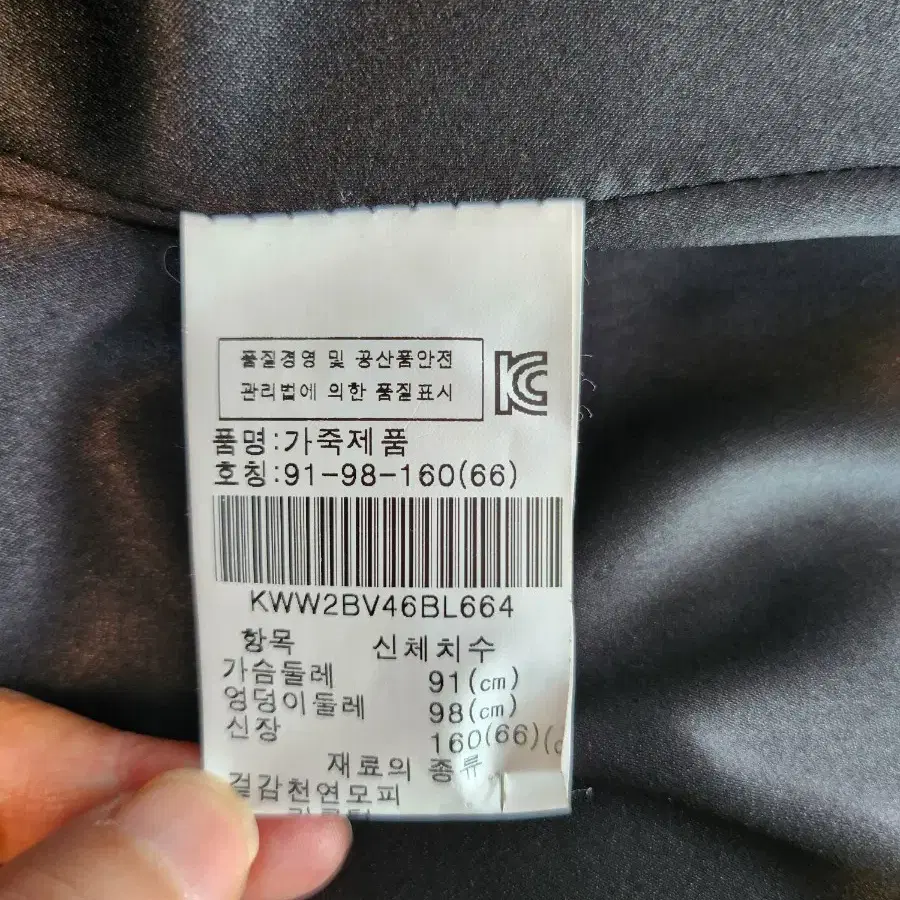 품질경영 및 공산품안전
관리법에 의한 품질표시
KC
품명:가죽제품
호칭:91-98-160(66)
KWW2BV46BL664
항목 신체치수
가슴둘레 91(cm)
엉덩이둘레 98(cm)
신장 160(66)(
재료의 종류
겉감천연모피